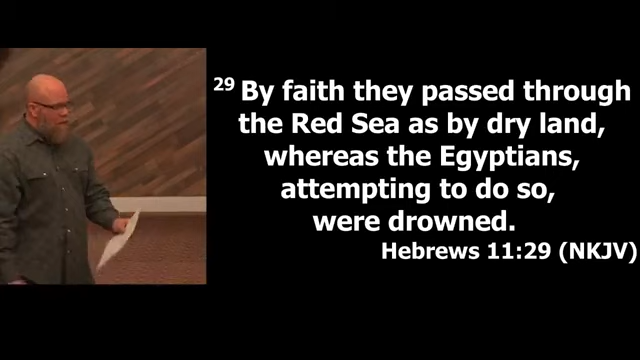 29 By faith they passed through
the Red Sea as by dry land,
whereas the Egyptians,
attempting to do so,
were drowned.
Hebrews 11:29 (NKJV)